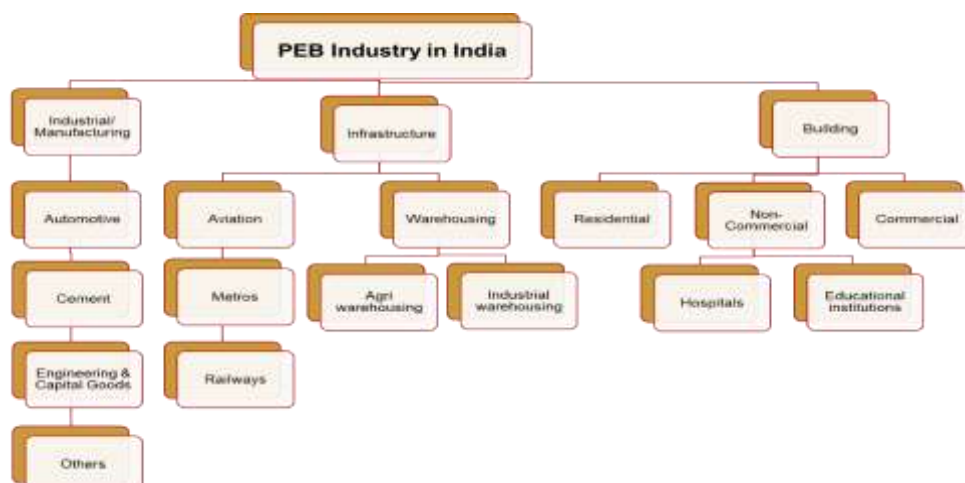 PEB Industry in India
Industrial/
Manufacturing
Infrastructure
Building
Automotive
Aviation
Warehousing
Residential
Non-
Commercial
Commercial
Cement
Metros
Agri
warehousing
Industrial
warehousing
Hospitals
Educational
institutions
Engineering &
Capital Goods
Railways
Others